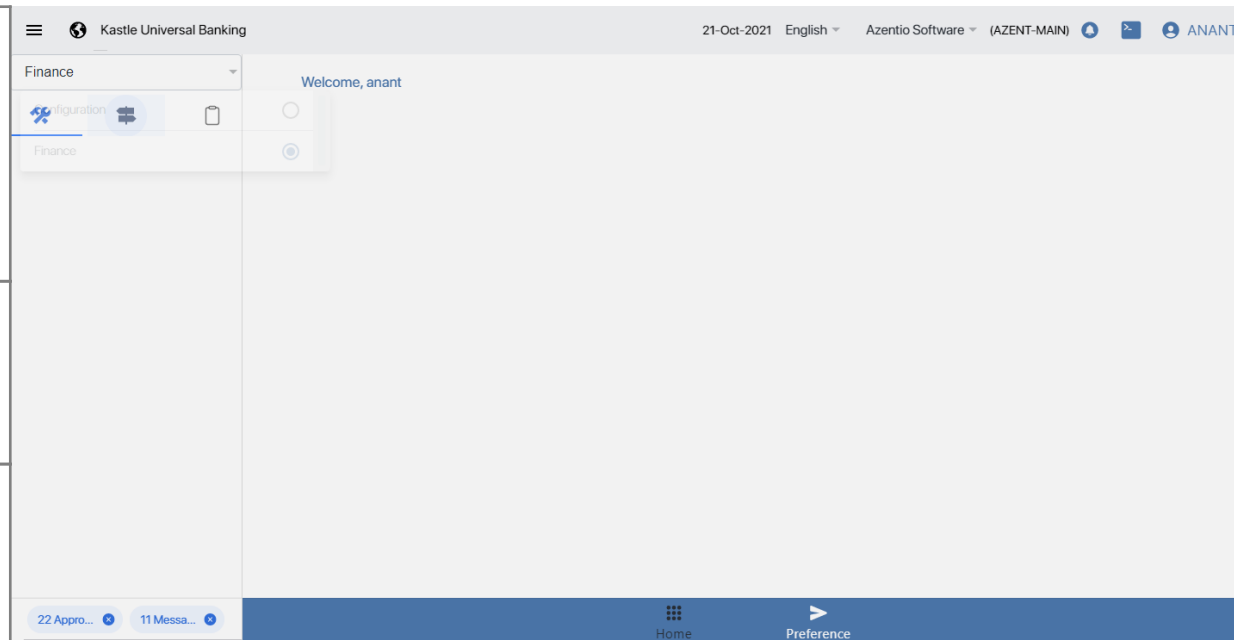 Kastle Universal Banking 21-Oct-2021 English Azentio Software (AZENT-MAIN) ANANT
Finance
Welcome, anant
Configuration
Finance
22 Appro... 11 Messa...
Home Preference